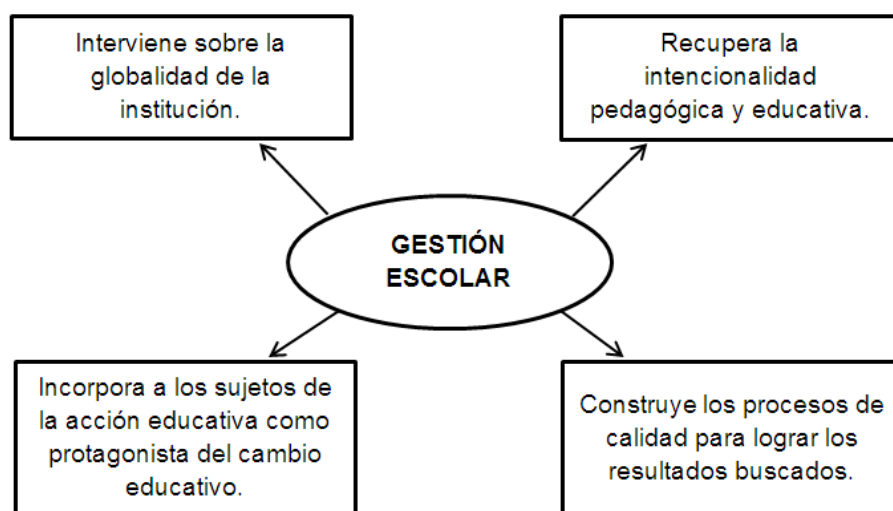 Interviene sobre la
globalidad de la
institución.
Recupera la
intencionalidad
pedagógica y educativa.
GESTIÓN
ESCOLAR
Incorpora a los sujetos de
la acción educativa como
protagonista del cambio
educativo.
Construye los procesos de
calidad para lograr los
resultados buscados.